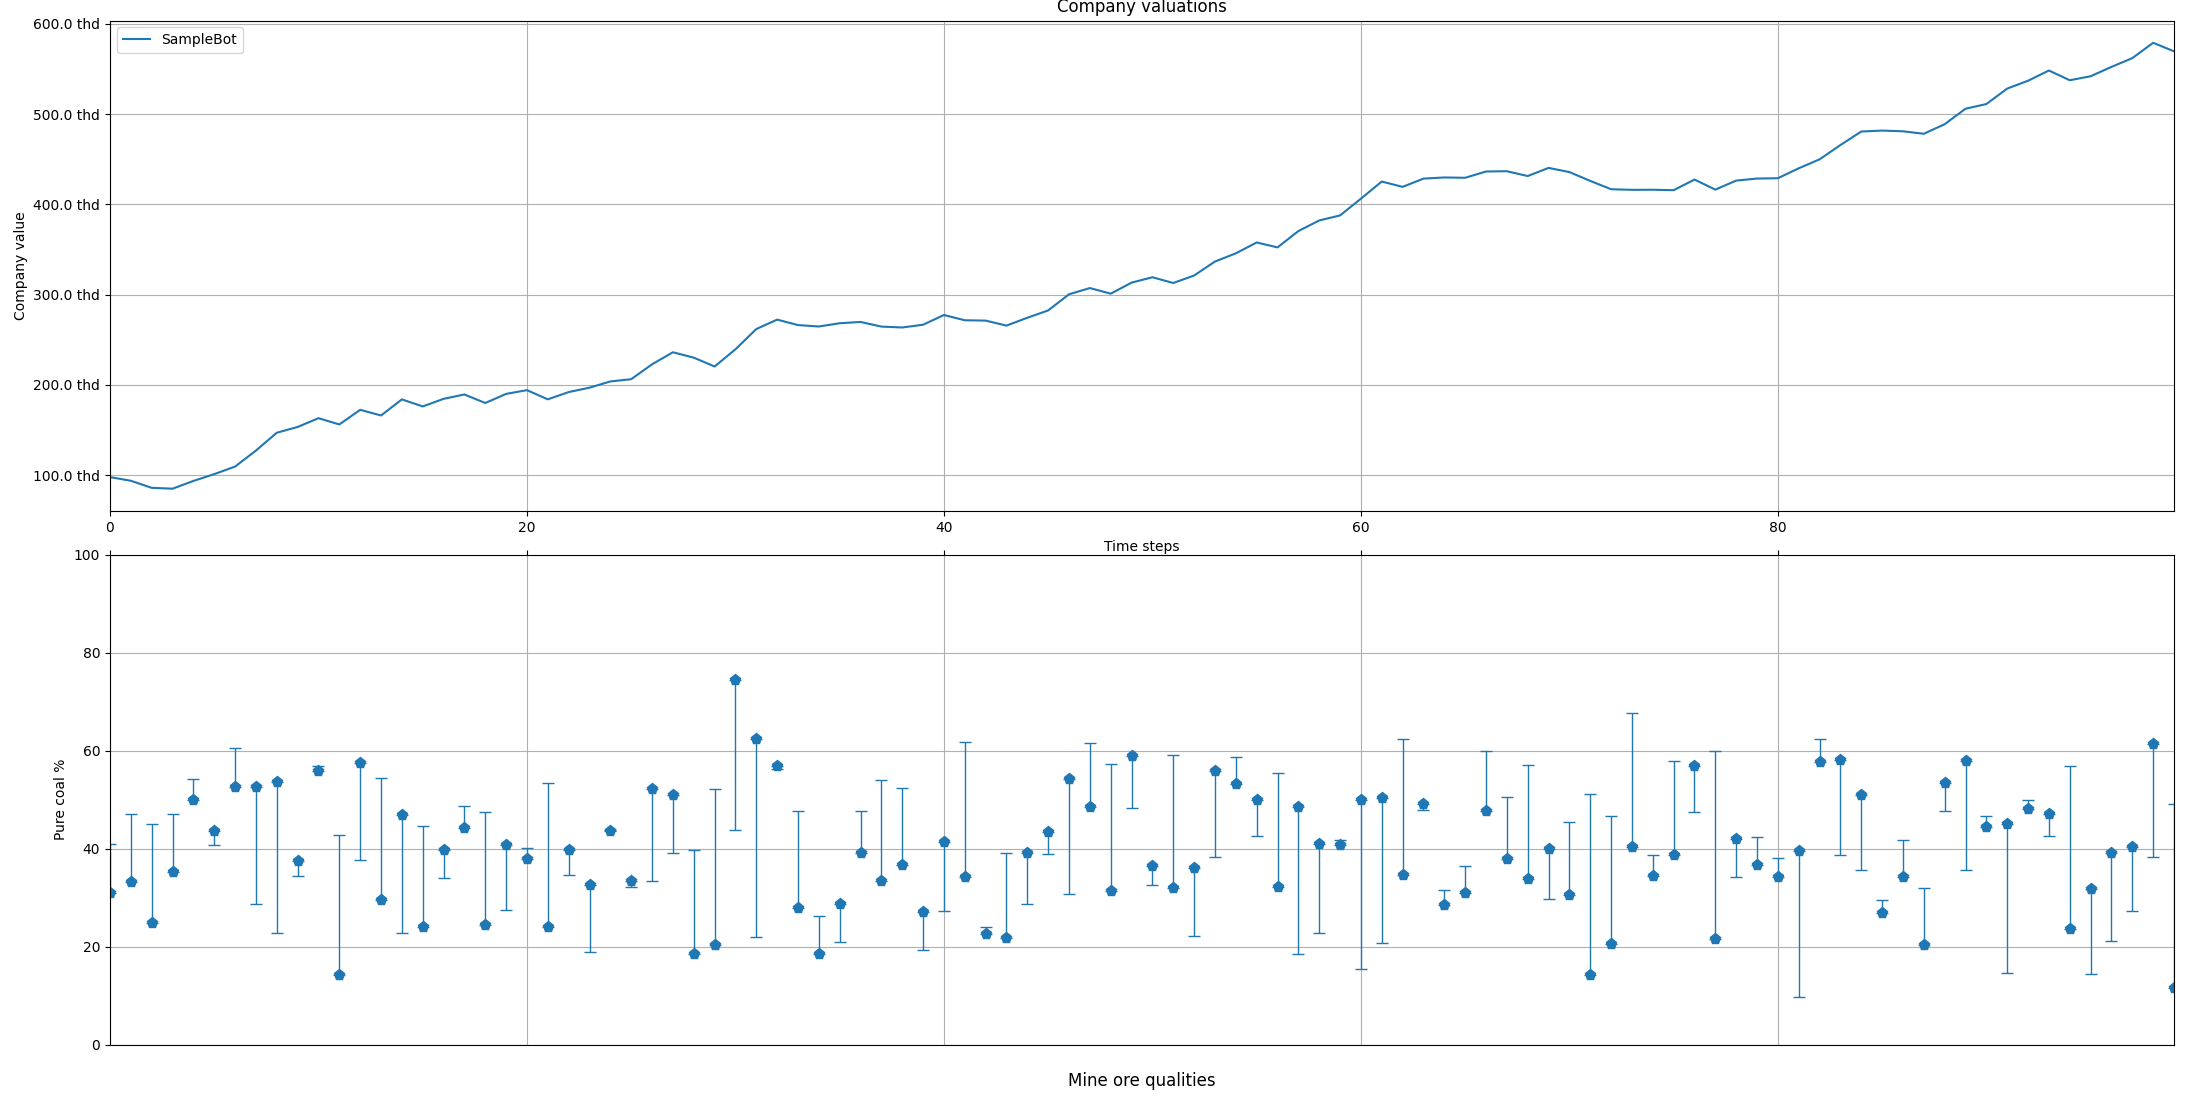 Company valuations
600.0 thd
SampleBot
500.0 thd
400.0 thd
300.0 thd
200.0 thd
100.0 thd
Company value
0 20 40 60 80
Time steps
100
80
60
40
20
0
Pure coal %
Mine ore qualities